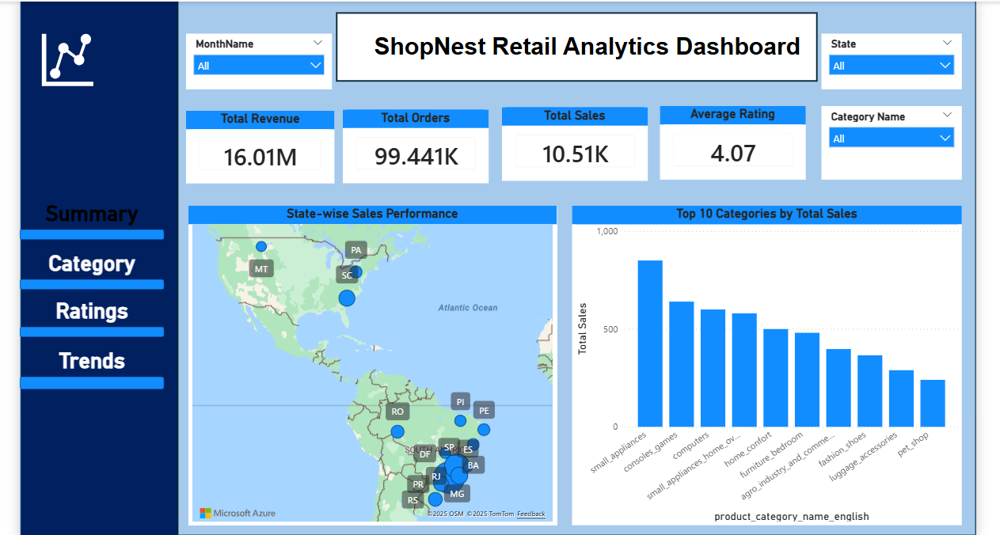 MonthName
All
ShopNest Retail Analytics Dashboard
State
All
Total Revenue
16.01M
Total Orders
99.441K
Total Sales
10.51K
Average Rating
4.07
Category Name
All
Summary
Category
Ratings
Trends
State-wise Sales Performance
PA
MT
SC
Atlantic Ocean
PI
RO
PE
SOUTH AMERICA
SP
ES
DF
BA
RJ
PR
MG
RS
Microsoft Azure
©2025 OSM ©2025 TomTom Feedback
Top 10 Categories by Total Sales
1,000
500
0
Total Sales
small_appliances
consoles_games
computers
small_appliances_home_ov...
home_confort
furniture_bedroom
agro_industry_and_comme...
fashion_shoes
luggage_accessories
pet_shop
product_category_name_english